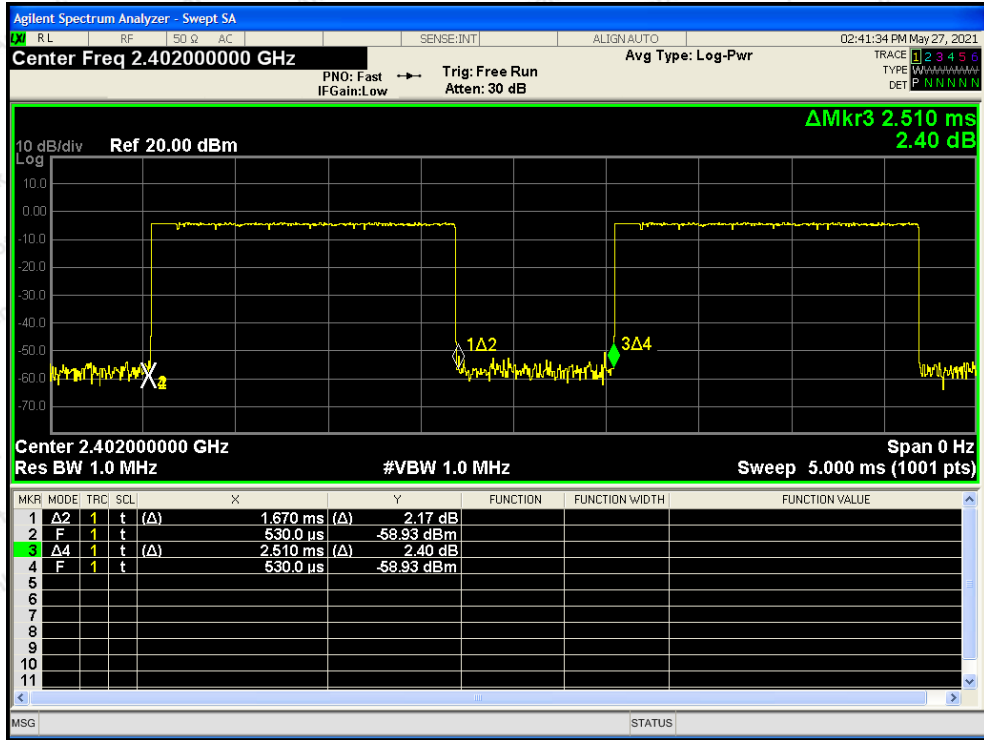 Agilent Spectrum Analyzer - Swept SA
LXI RL RF 50 Ω AC SENSE:INT ALIGNAUTO 02:41:34 PM May 27, 2021
Center Freq 2.402000000 GHz Avg Type: Log-Pwr TRACE 1 2 3 4 5 6
PNO: Fast Trig: Free Run TYPE WWWWWW
IFGain:Low Atten: 30 dB DET P N N N N N
ΔMkr3 2.510 ms
10 dB/div Ref 20.00 dBm 2.40 dB
Log
10.0
0.00
-10.0
-20.0
-30.0
-40.0
-50.0 1Δ2 3Δ4
-60.0 2
-70.0
Center 2.402000000 GHz Span 0 Hz
Res BW 1.0 MHz #VBW 1.0 MHz Sweep 5.000 ms (1001 pts)
MKR MODE TRC SCL X Y FUNCTION FUNCTION WIDTH FUNCTION VALUE
1 Δ2 1 t (Δ) 1.670 ms (Δ) 2.17 dB
2 F 1 t 530.0 µs -58.93 dBm
3 Δ4 1 t (Δ) 2.510 ms (Δ) 2.40 dB
4 F 1 t 530.0 µs -58.93 dBm
5
6
7
8
9
10
11
MSG STATUS